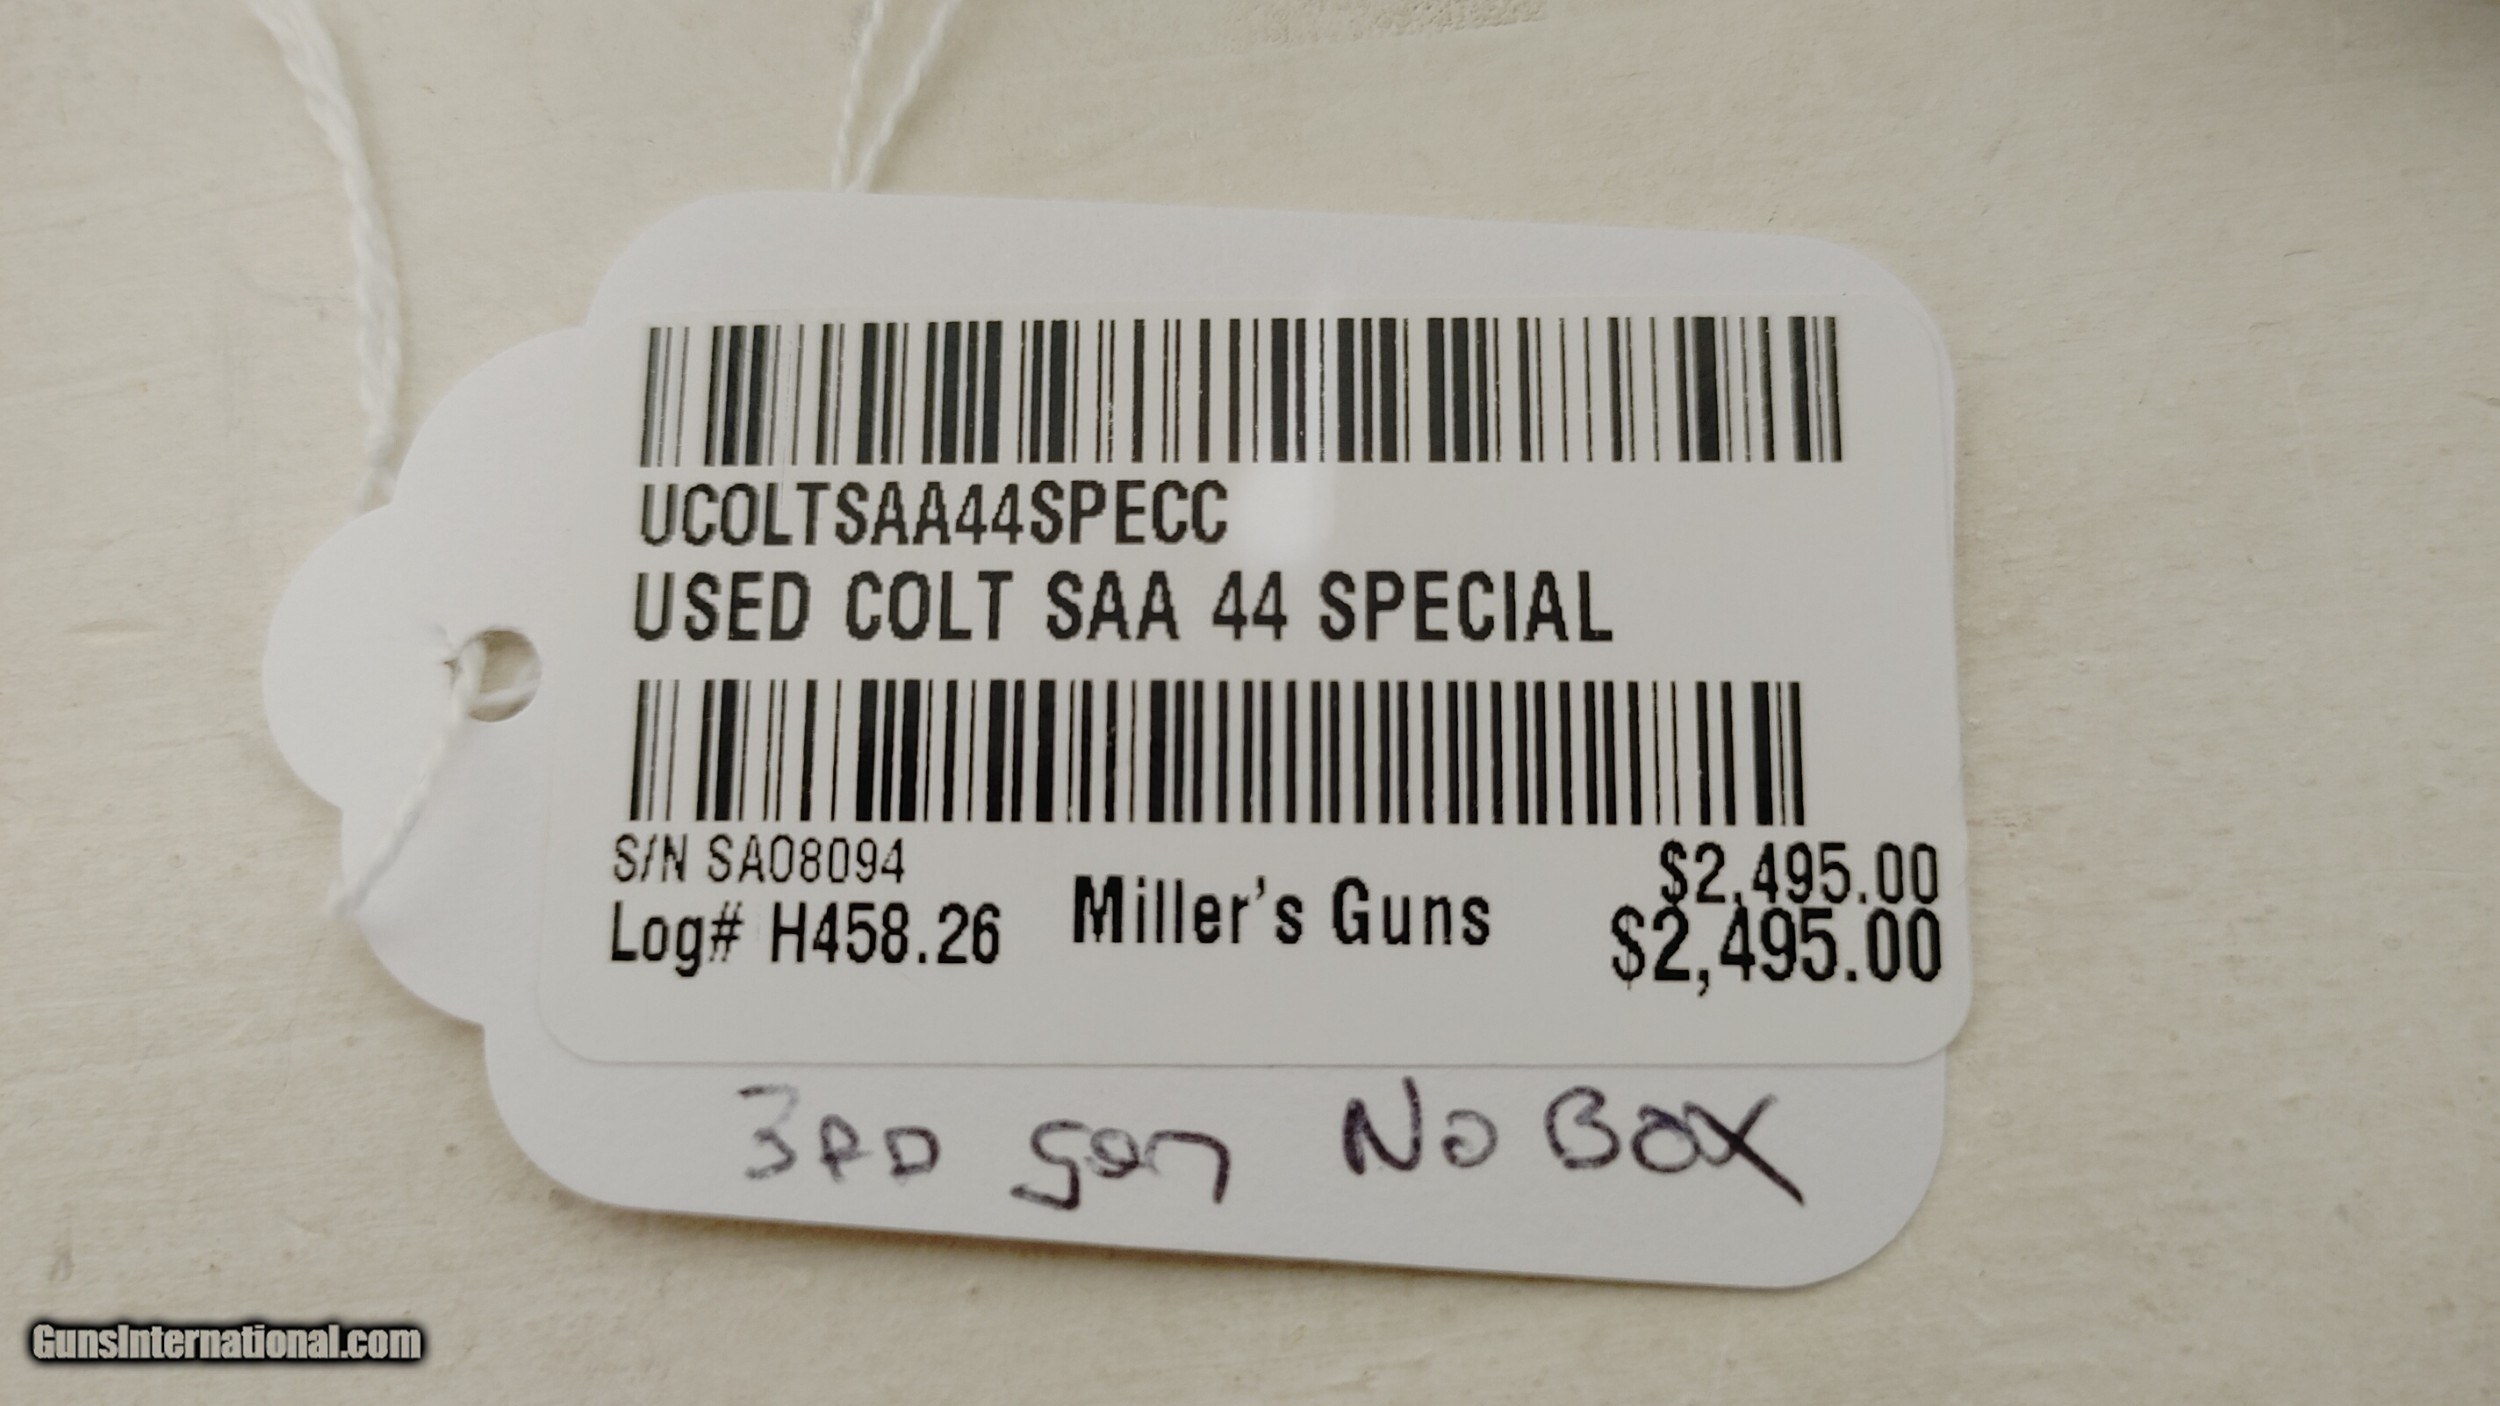 UCOLTSAA44SPECC
USED COLT SAA 44 SPECIAL
S/N SA08094
$2,495.00
Log# H458.26
Miller's Guns
$2,495.00
3RD gen No Box
GunsInternational.com